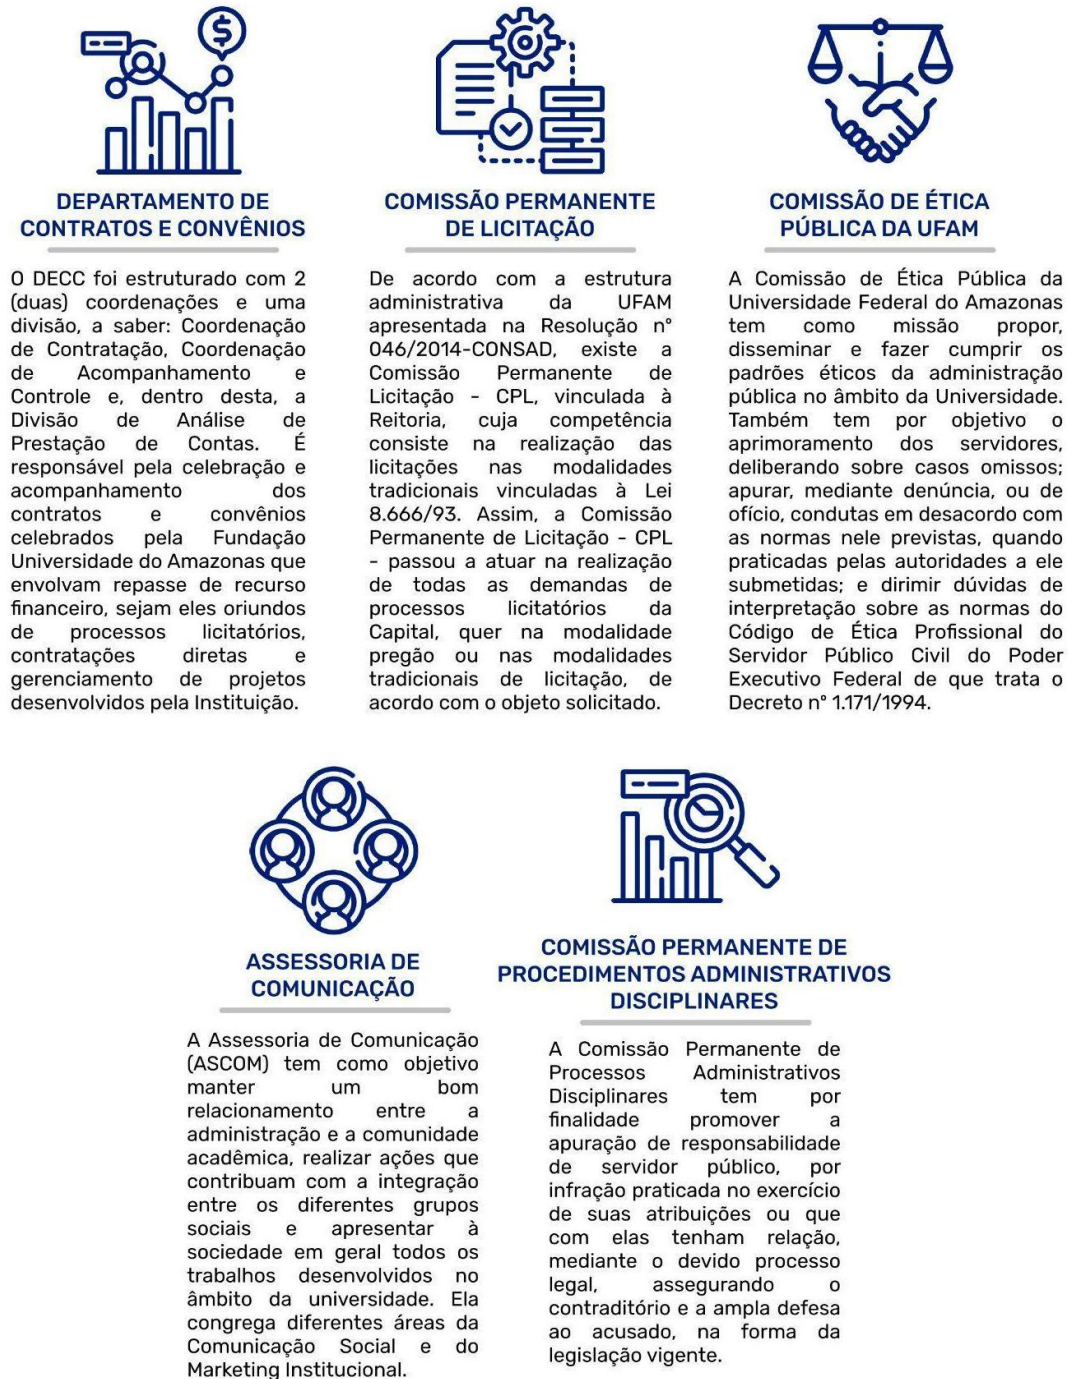 DEPARTAMENTO DE
CONTRATOS E CONVÊNIOS
O DECC foi estruturado com 2
(duas) coordenações e uma
divisão, a saber: Coordenação
de Contratação, Coordenação
de Acompanhamento e
Controle e, dentro desta, a
Divisão de Análise de
Prestação de Contas. É
responsável pela celebração e
acompanhamento dos
contratos e convênios
celebrados pela Fundação
Universidade do Amazonas que
envolvam repasse de recurso
financeiro, sejam eles oriundos
de processos licitatórios,
contratações diretas e
gerenciamento de projetos
desenvolvidos pela Instituição.
COMISSÃO PERMANENTE
DE LICITAÇÃO
De acordo com a estrutura
administrativa da UFAM
apresentada na Resolução nº
046/2014-CONSAD, existe a
Comissão Permanente de
Licitação - CPL, vinculada à
Reitoria, cuja competência
consiste na realização das
licitações nas modalidades
tradicionais vinculadas à Lei
8.666/93. Assim, a Comissão
Permanente de Licitação - CPL
- passou a atuar na realização
de todas as demandas de
processos licitatórios da
Capital, quer na modalidade
pregão ou nas modalidades
tradicionais de licitação, de
acordo com o objeto solicitado.
COMISSÃO DE ÉTICA
PÚBLICA DA UFAM
A Comissão de Ética Pública da
Universidade Federal do Amazonas
tem como missão propor,
disseminar e fazer cumprir os
padrões éticos da administração
pública no âmbito da Universidade.
Também tem por objetivo o
aprimoramento dos servidores,
deliberando sobre casos omissos;
apurar, mediante denúncia, ou de
ofício, condutas em desacordo com
as normas nele previstas, quando
praticadas pelas autoridades a ele
submetidas; e dirimir dúvidas de
interpretação sobre as normas do
Código de Ética Profissional do
Servidor Público Civil do Poder
Executivo Federal de que trata o
Decreto nº 1.171/1994.
ASSESSORIA DE
COMUNICAÇÃO
A Assessoria de Comunicação
(ASCOM) tem como objetivo
manter um bom
relacionamento entre a
administração e a comunidade
acadêmica, realizar ações que
contribuam com a integração
entre os diferentes grupos
sociais e apresentar à
sociedade em geral todos os
trabalhos desenvolvidos no
âmbito da universidade. Ela
congrega diferentes áreas da
Comunicação Social e do
Marketing Institucional.
COMISSÃO PERMANENTE DE
PROCEDIMENTOS ADMINISTRATIVOS
DISCIPLINARES
A Comissão Permanente de
Processos Administrativos
Disciplinares tem por
finalidade promover a
apuração de responsabilidade
de servidor público, por
infração praticada no exercício
de suas atribuições ou que
com elas tenham relação,
mediante o devido processo
legal, assegurando o
contraditório e a ampla defesa
ao acusado, na forma da
legislação vigente.